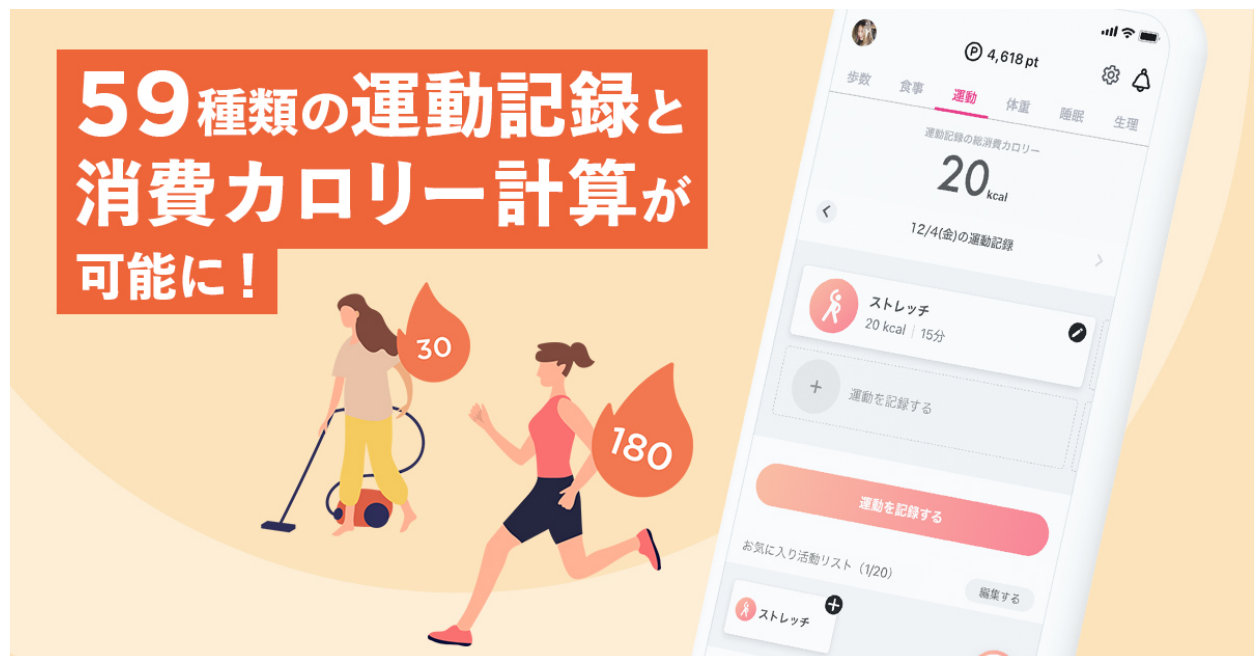 59種類の運動記録と
消費カロリー計算が
可能に!
30
180
P 4,618 pt
歩数 食事 運動 体重 睡眠 生理
運動記録の総消費カロリー
20 kcal
12/4(金)の運動記録
ストレッチ
20 kcal | 15分
+ 運動を記録する
運動を記録する
お気に入り活動リスト (1/20)
編集する
ストレッチ